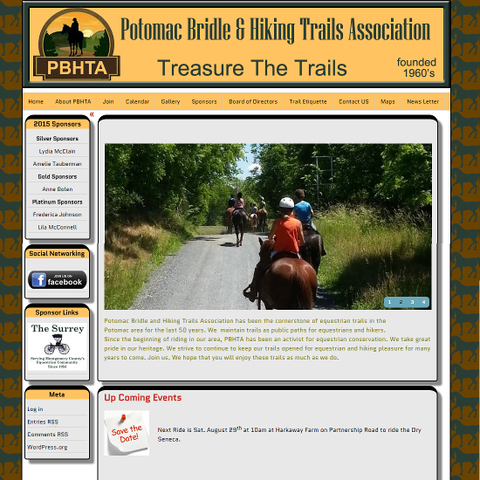 Potomac Bridle & Hiking Trails Association
PBHTA
Treasure The Trails
founded
1960's
Home About PBHTA Join Calendar Gallery Sponsors Board of Directors Trail Etiquette Contact US Maps News Letter
«
2015 Sponsors
Silver Sponsors
Lydia McClain
Amelie Tauberman
Gold Sponsors
Anne Bolen
Platinum Sponsors
Frederica Johnson
Lila McConnell
Social Networking
JOIN US ON
facebook
Sponsor Links
The Surrey
Serving Montgomery County's
Equestrian Community
Since 1950
Meta
Log in
Entries RSS
Comments RSS
WordPress.org
1 2 3 4
Potomac Bridle and Hiking Trails Association has been the cornerstone of equestrian trails in the
Potomac area for the last 50 years. We maintain trails as public paths for equestrians and hikers.
Since the beginning of riding in our area, PBHTA has been an activist for equestrian conservation. We take great
pride in our heritage. We strive to continue to keep our trails opened for equestrian and hiking pleasure for many
years to come. Join us. We hope that you will enjoy these trails as much as we do.
Up Coming Events
Save the
Date!
Next Ride is Sat. August 29th at 10am at Harkaway Farm on Partnership Road to ride the Dry
Seneca.